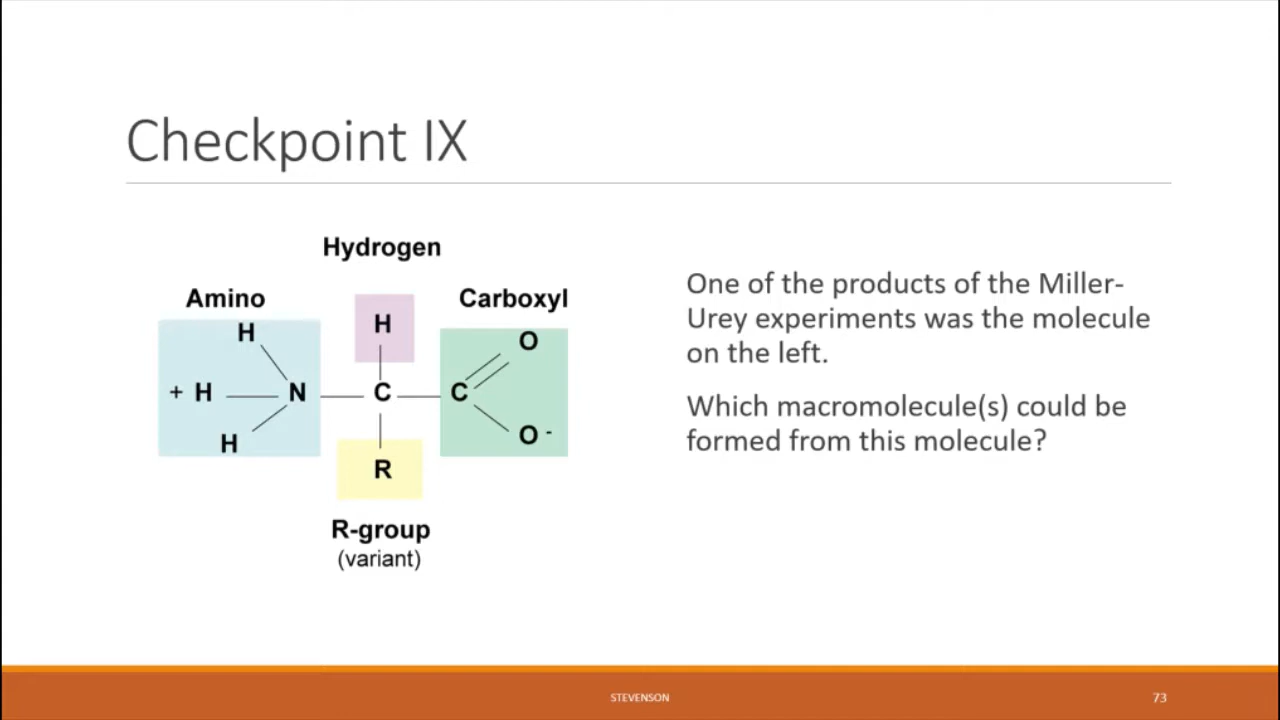 Checkpoint IX
Hydrogen
Amino
Carboxyl
H
H
O
+ H
N
C
C
H
O -
R
R-group
(variant)
One of the products of the Miller-
Urey experiments was the molecule
on the left.
Which macromolecule(s) could be
formed from this molecule?
STEVENSON
73